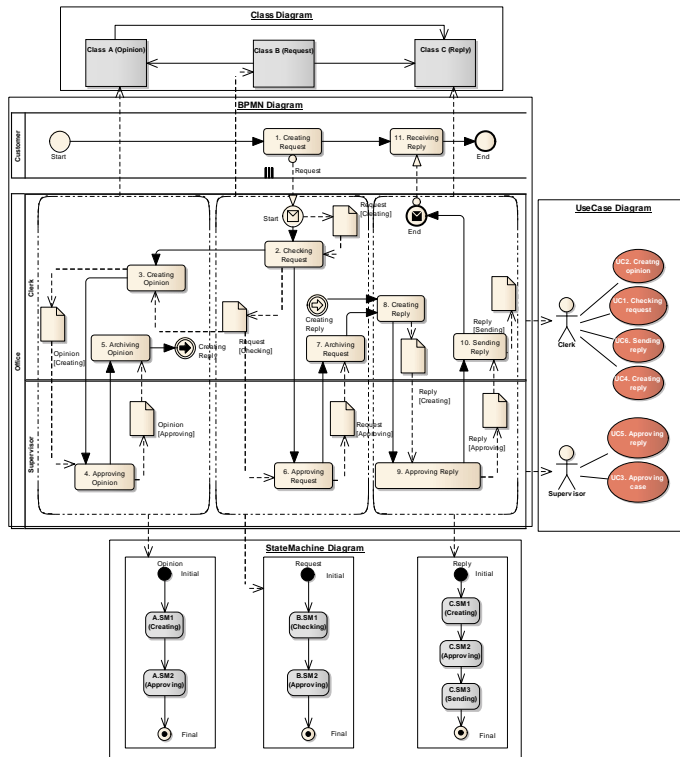 Class Diagram
Class A (Opinion)
Class B (Request)
Class C (Reply)
BPMN Diagram
Customer
Start
1. Creating
Request
11. Receiving
Reply
End
Request
Office
Clerk
Supervisor
Start
Request
[Creating]
End
2. Checking
Request
3. Creating
Opinion
Opinion
[Creating]
5. Archiving
Opinion
Creating
Reply
Request
[Checking]
Creating
Reply
7. Archiving
Request
8. Creating
Reply
Reply
[Creating]
Reply
[Sending]
10. Sending
Reply
Opinion
[Approving]
Request
[Approving]
Reply
[Approving]
4. Approving
Opinion
6. Approving
Request
9. Approving Reply
UseCase Diagram
UC2. Creatng
opinion
UC1. Checking
request
UC6. Sending
reply
UC4. Creating
reply
Clerk
UC5. Approving
reply
UC3. Approving
case
Supervisor
StateMachine Diagram
Opinion
Initial
A.SM1
(Creating)
A.SM2
(Approving)
Final
Request
Initial
B.SM1
(Checking)
B.SM2
(Approving)
Final
Reply
Initial
C.SM1
(Creating)
C.SM2
(Approving)
C.SM3
(Sending)
Final